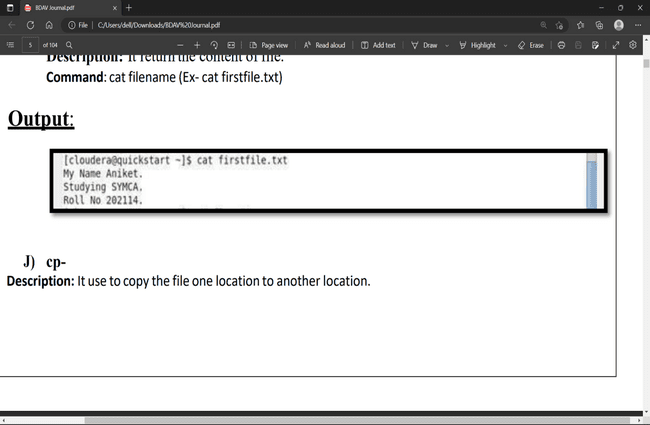 BDAV Journal.pdf
File | C:/Users/dell/Downloads/BDAV%20Journal.pdf
5 of 104 Page view | Read aloud | Add text | Draw Highlight Erase
Description: It return the content of file.
Command: cat filename (Ex- cat firstfile.txt)
Output:
[cloudera@quickstart ~]$ cat firstfile.txt
My Name Aniket.
Studying SYMCA.
Roll No 202114.
J) cp-
Description: It use to copy the file one location to another location.